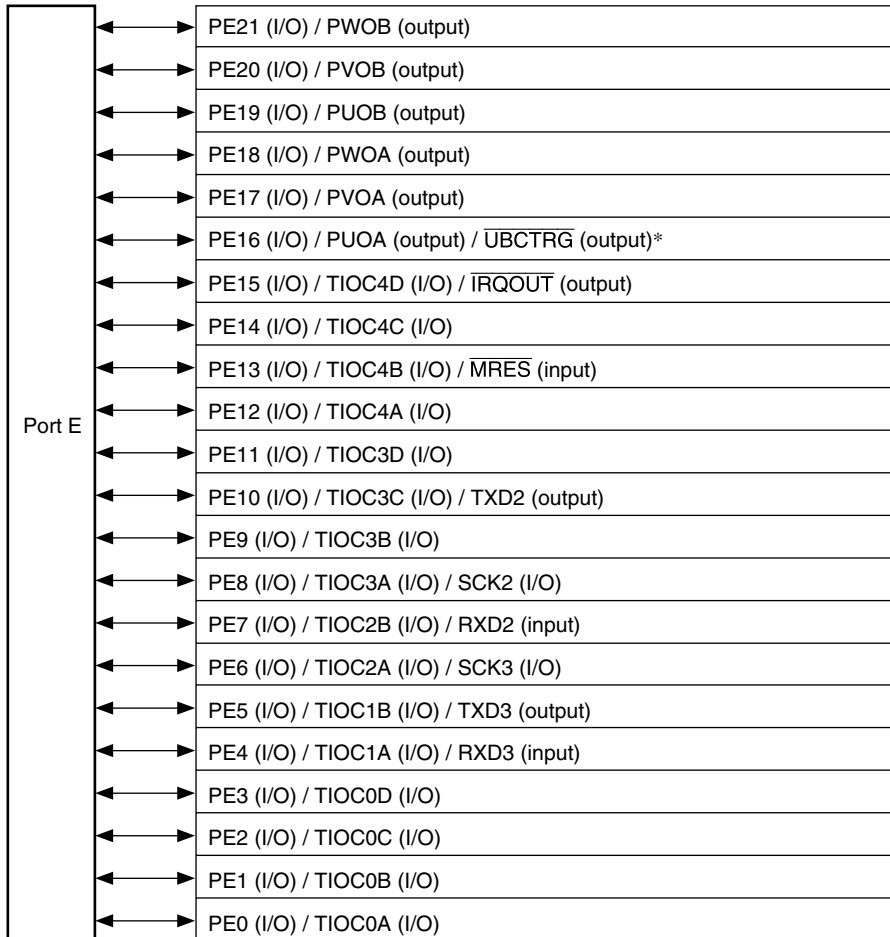 PE21 (I/O) / PWOB (output)
PE20 (I/O) / PVOB (output)
PE19 (I/O) / PUOB (output)
PE18 (I/O) / PWOA (output)
PE17 (I/O) / PVOA (output)
PE16 (I/O) / PUOA (output) / U̅B̅C̅T̅R̅G̅ (output)*
PE15 (I/O) / TIOC4D (I/O) / I̅R̅Q̅O̅U̅T̅ (output)
PE14 (I/O) / TIOC4C (I/O)
PE13 (I/O) / TIOC4B (I/O) / M̅R̅E̅S̅ (input)
PE12 (I/O) / TIOC4A (I/O)
Port E
PE11 (I/O) / TIOC3D (I/O)
PE10 (I/O) / TIOC3C (I/O) / TXD2 (output)
PE9 (I/O) / TIOC3B (I/O)
PE8 (I/O) / TIOC3A (I/O) / SCK2 (I/O)
PE7 (I/O) / TIOC2B (I/O) / RXD2 (input)
PE6 (I/O) / TIOC2A (I/O) / SCK3 (I/O)
PE5 (I/O) / TIOC1B (I/O) / TXD3 (output)
PE4 (I/O) / TIOC1A (I/O) / RXD3 (input)
PE3 (I/O) / TIOC0D (I/O)
PE2 (I/O) / TIOC0C (I/O)
PE1 (I/O) / TIOC0B (I/O)
PE0 (I/O) / TIOC0A (I/O)